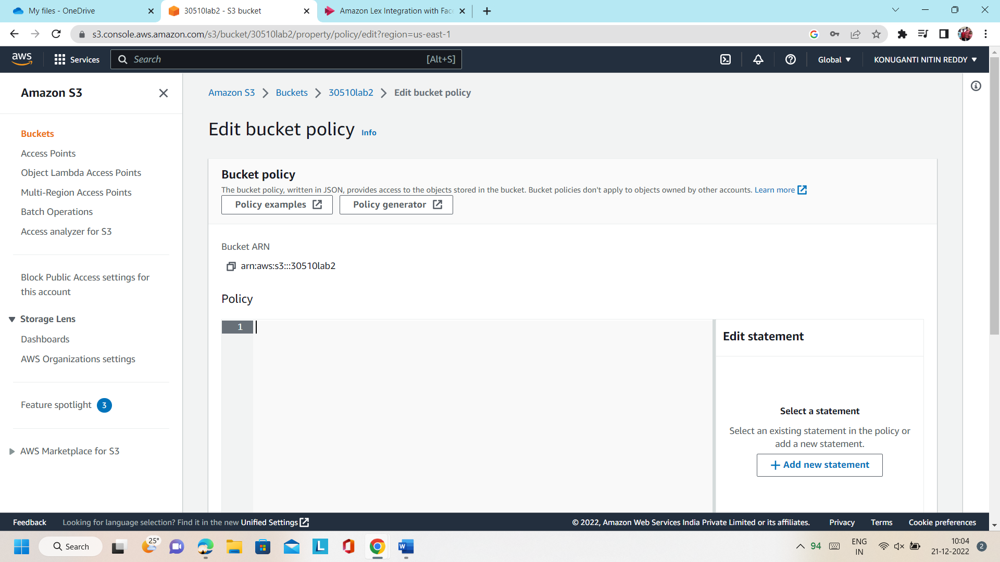 My files - OneDrive
30510lab2 - S3 bucket
Amazon Lex Integration with Face
s3.console.aws.amazon.com/s3/bucket/30510lab2/property/policy/edit?region=us-east-1
aws
Services
Search
[Alt+S]
Global
KONUGANTI NITIN REDDY
Amazon S3
Buckets
Access Points
Object Lambda Access Points
Multi-Region Access Points
Batch Operations
Access analyzer for S3
Block Public Access settings for
this account
Storage Lens
Dashboards
AWS Organizations settings
Feature spotlight 3
AWS Marketplace for S3
Amazon S3 > Buckets > 30510lab2 > Edit bucket policy
Edit bucket policy Info
Bucket policy
The bucket policy, written in JSON, provides access to the objects stored in the bucket. Bucket policies don't apply to objects owned by other accounts. Learn more
Policy examples
Policy generator
Bucket ARN
arn:aws:s3:::30510lab2
Policy
1
Edit statement
Select a statement
Select an existing statement in the policy or
add a new statement.
+ Add new statement
Feedback
Looking for language selection? Find it in the new Unified Settings
© 2022, Amazon Web Services India Private Limited or its affiliates.
Privacy
Terms
Cookie preferences
Search
25°
L
W
94
ENG
IN
10:04
21-12-2022
2